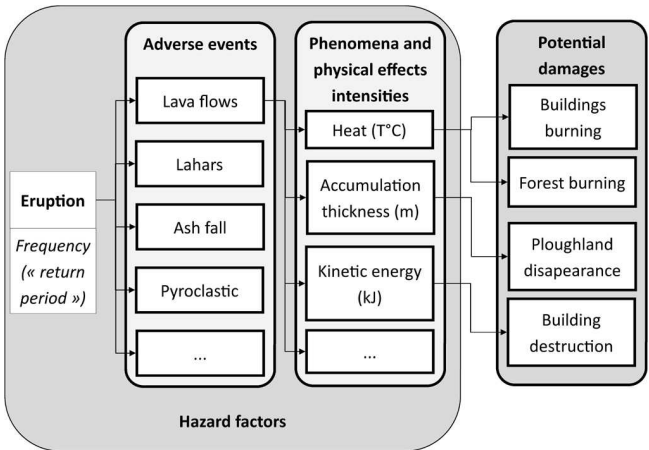 Adverse events
Lava flows
Lahars
Ash fall
Pyroclastic
...
Phenomena and
physical effects
intensities
Heat (T°C)
Accumulation
thickness (m)
Kinetic energy
(kJ)
...
Potential
damages
Buildings
burning
Forest burning
Ploughland
disapearance
Building
destruction
Eruption
Frequency
(« return
period »)
Hazard factors